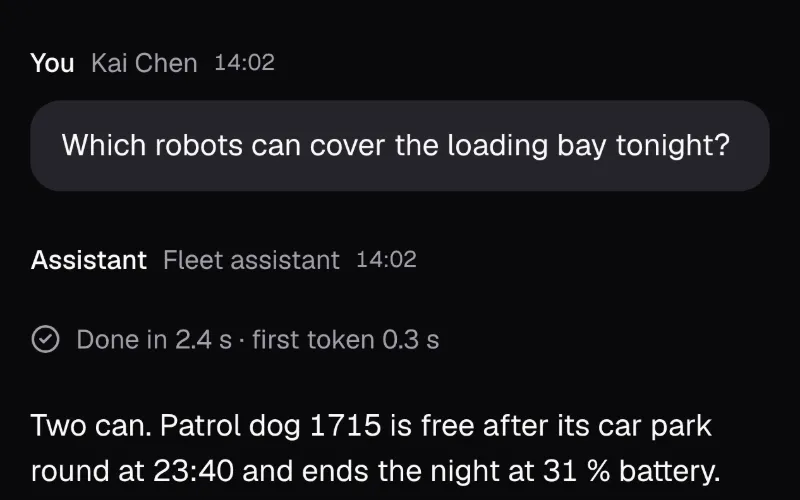 You Kai Chen 14:02
Which robots can cover the loading bay tonight?
Assistant Fleet assistant 14:02
Done in 2.4 s · first token 0.3 s
Two can. Patrol dog 1715 is free after its car park
round at 23:40 and ends the night at 31 % battery.